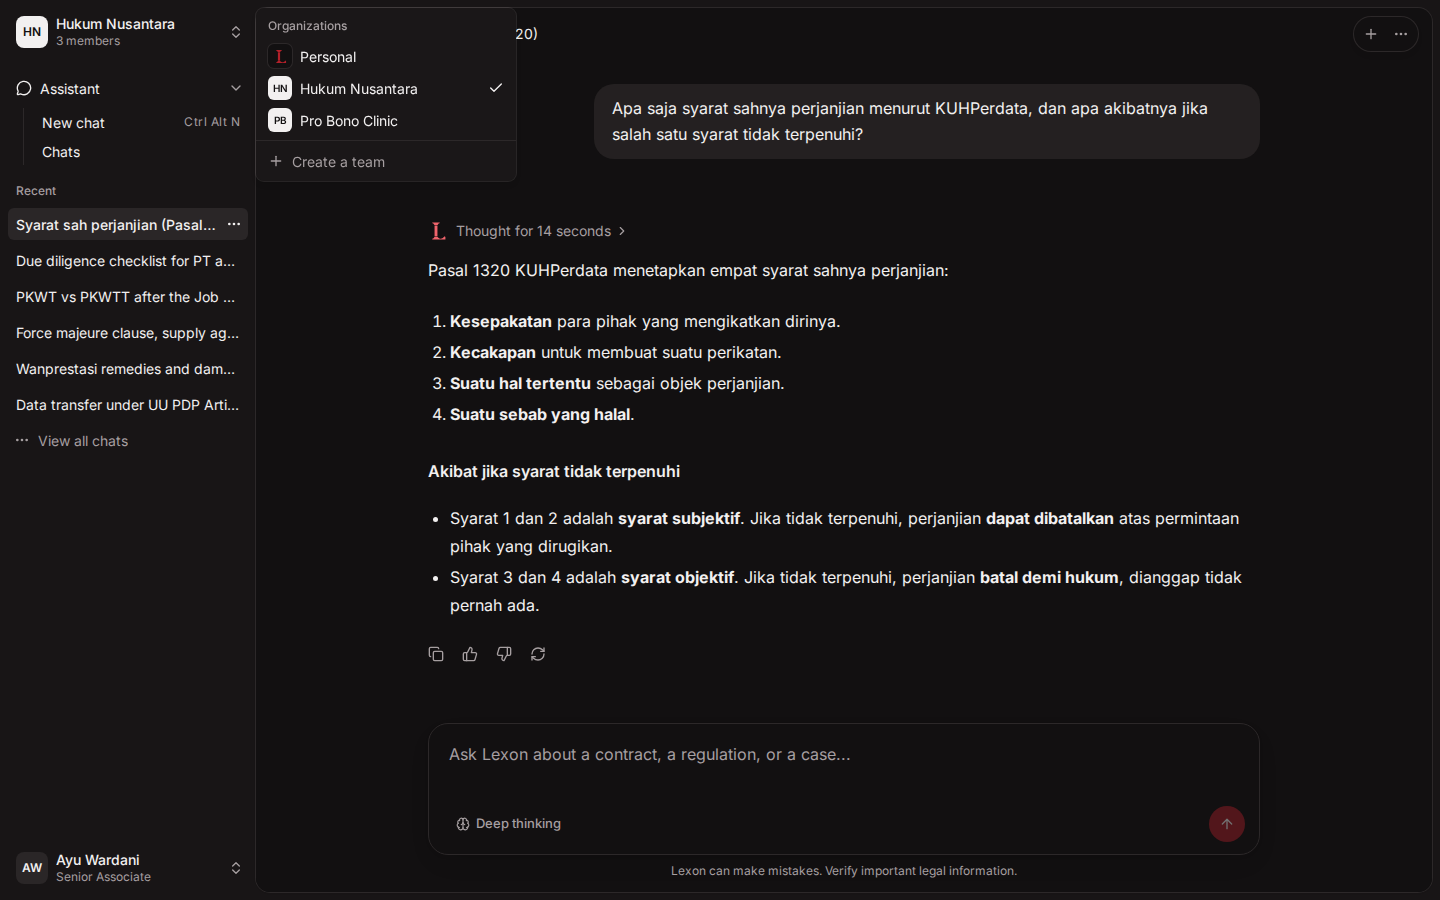 HN
Hukum Nusantara
3 members
Assistant
New chat
Ctrl Alt N
Chats
Recent
Syarat sah perjanjian (Pasal...
Due diligence checklist for PT a...
PKWT vs PKWTT after the Job ...
Force majeure clause, supply ag...
Wanprestasi remedies and dam...
Data transfer under UU PDP Arti...
View all chats
AW
Ayu Wardani
Senior Associate
Organizations
L Personal
HN Hukum Nusantara
PB Pro Bono Clinic
Create a team
20)
Apa saja syarat sahnya perjanjian menurut KUHPerdata, dan apa akibatnya jika
salah satu syarat tidak terpenuhi?
L Thought for 14 seconds
Pasal 1320 KUHPerdata menetapkan empat syarat sahnya perjanjian:
1. Kesepakatan para pihak yang mengikatkan dirinya.
2. Kecakapan untuk membuat suatu perikatan.
3. Suatu hal tertentu sebagai objek perjanjian.
4. Suatu sebab yang halal.
Akibat jika syarat tidak terpenuhi
• Syarat 1 dan 2 adalah syarat subjektif. Jika tidak terpenuhi, perjanjian dapat dibatalkan atas permintaan
pihak yang dirugikan.
• Syarat 3 dan 4 adalah syarat objektif. Jika tidak terpenuhi, perjanjian batal demi hukum, dianggap tidak
pernah ada.
Ask Lexon about a contract, a regulation, or a case...
Deep thinking
Lexon can make mistakes. Verify important legal information.